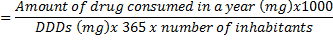 = Amount of drug consumed in a year (mg)x1000
DDDs (mg)x 365 x number of inhabitants